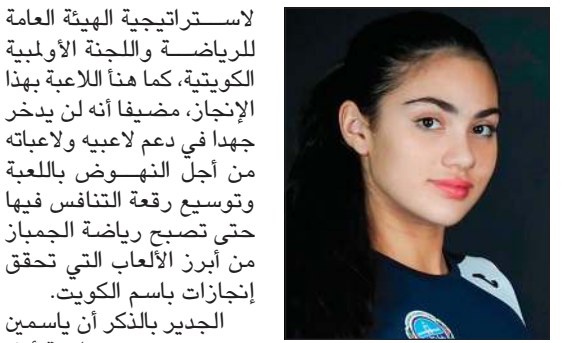 لاستراتيجية الهيئة العامة
للرياضة واللجنة الأولمبية
الكويتية، كما هنأ اللاعبة بهذا
الإنجاز، مضيفا أنه لن يدخر
جهدا في دعم لاعبيه ولاعباته
من أجل النهوض باللعبة
وتوسيع رقعة التنافس فيها
حتى تصبح رياضة الجمباز
من أبرز الألعاب التي تحقق
إنجازات باسم الكويت.
الجدير بالذكر أن ياسمين